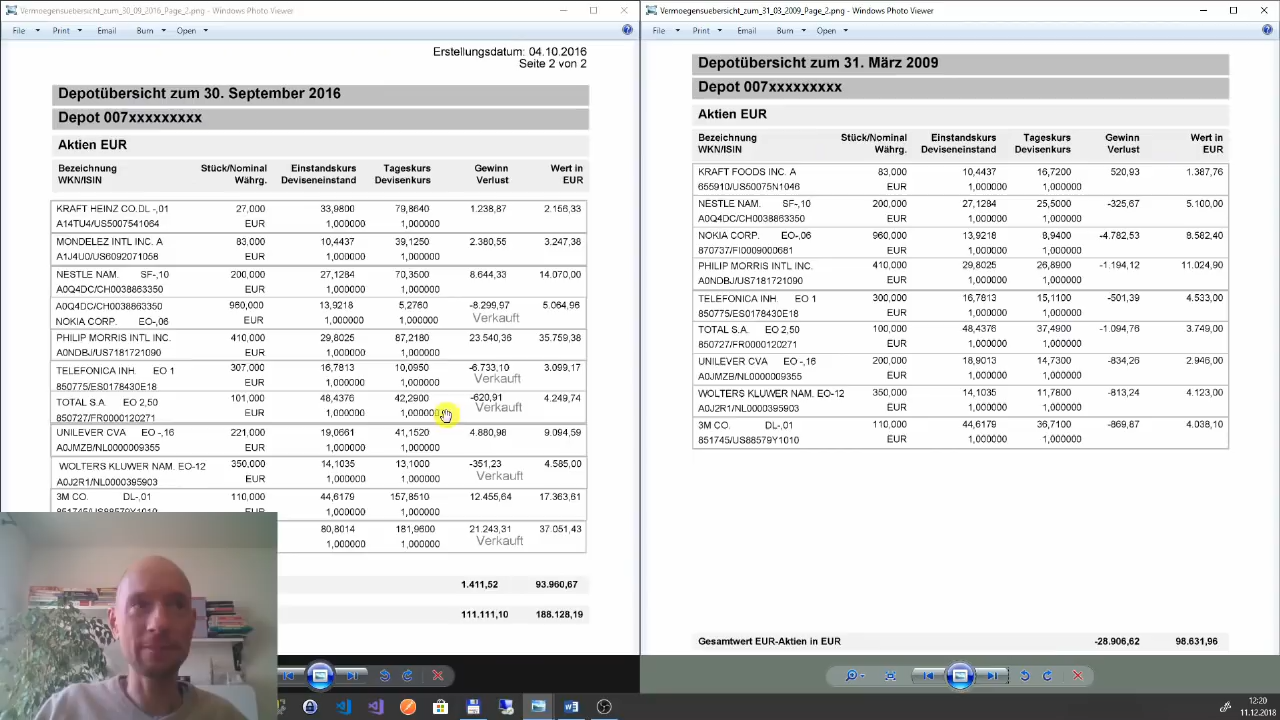 Vermoegensuebersicht_zum_30_09_2016_Page_2.png - Windows Photo Viewer
File Print Email Burn Open
Erstellungsdatum: 04.10.2016
Seite 2 von 2
Depotübersicht zum 30. September 2016
Depot 007xxxxxxxxx
Aktien EUR
Bezeichnung Stück/Nominal Einstandskurs Tageskurs Gewinn Wert in
WKN/ISIN Währg. Deviseneinstand Devisenkurs Verlust EUR
KRAFT HEINZ CO.DL -,01 27,000 33,9800 79,8640 1.238,87 2.156,33
A14TU4/US5007541064 EUR 1,000000 1,000000
MONDELEZ INTL INC. A 83,000 10,4437 39,1250 2.380,55 3.247,38
A1J4U0/US6092071058 EUR 1,000000 1,000000
NESTLE NAM. SF-,10 200,000 27,1284 70,3500 8.644,33 14.070,00
A0Q4DC/CH0038863350 EUR 1,000000 1,000000
A0Q4DC/CH0038863350 960,000 13,9218 5,2760 -8.299,97 5.064,96
NOKIA CORP. EO-,06 EUR 1,000000 1,000000 Verkauft
PHILIP MORRIS INTL INC. 410,000 29,8025 87,2180 23.540,36 35.759,38
A0NDBJ/US7181721090 EUR 1,000000 1,000000
TELEFONICA INH. EO 1 307,000 16,7813 10,0950 -6.733,10 3.099,17
850775/ES0178430E18 EUR 1,000000 1,000000 Verkauft
TOTAL S.A. EO 2,50 101,000 48,4376 42,2900 -620,91 4.249,74
850727/FR0000120271 EUR 1,000000 1,000000 Verkauft
UNILEVER CVA EO -,16 221,000 19,0661 41,1520 4.880,98 9.094,59
A0JMZB/NL0000009355 EUR 1,000000 1,000000
WOLTERS KLUWER NAM. EO-12 350,000 14,1035 13,1000 -351,23 4.585,00
A0J2R1/NL0000395903 EUR 1,000000 1,000000 Verkauft
3M CO. DL-,01 110,000 44,6179 157,8510 12.455,64 17.363,61
851745/US88579Y1010 EUR 1,000000 1,000000
80,8014 181,9600 21.243,31 37.051,43
1,000000 1,000000 Verkauft
1.411,52 93.960,67
111.111,10 188.128,19
Vermoegensuebersicht_zum_31_03_2009_Page_2.png - Windows Photo Viewer
File Print Email Burn Open
Depotübersicht zum 31. März 2009
Depot 007xxxxxxxxx
Aktien EUR
Bezeichnung Stück/Nominal Einstandskurs Tageskurs Gewinn Wert in
WKN/ISIN Währg. Deviseneinstand Devisenkurs Verlust EUR
KRAFT FOODS INC. A 83,000 10,4437 16,7200 520,93 1.387,76
655910/US50075N1046 EUR 1,000000 1,000000
NESTLE NAM. SF-,10 200,000 27,1284 25,5000 -325,67 5.100,00
A0Q4DC/CH0038863350 EUR 1,000000 1,000000
NOKIA CORP. EO-,06 960,000 13,9218 8,9400 -4.782,53 8.582,40
870737/FI0009000681 EUR 1,000000 1,000000
PHILIP MORRIS INTL INC. 410,000 29,8025 26,8900 -1.194,12 11.024,90
A0NDBJ/US7181721090 EUR 1,000000 1,000000
TELEFONICA INH. EO 1 300,000 16,7813 15,1100 -501,39 4.533,00
850775/ES0178430E18 EUR 1,000000 1,000000
TOTAL S.A. EO 2,50 100,000 48,4376 37,4900 -1.094,76 3.749,00
850727/FR0000120271 EUR 1,000000 1,000000
UNILEVER CVA EO -,16 200,000 18,9013 14,7300 -834,26 2.946,00
A0JMZB/NL0000009355 EUR 1,000000 1,000000
WOLTERS KLUWER NAM. EO-12 350,000 14,1035 11,7800 -813,24 4.123,00
A0J2R1/NL0000395903 EUR 1,000000 1,000000
3M CO. DL-,01 110,000 44,6179 36,7100 -869,87 4.038,10
851745/US88579Y1010 EUR 1,000000 1,000000
Gesamtwert EUR-Aktien in EUR -28.906,62 98.631,96
12:20
11.12.2018